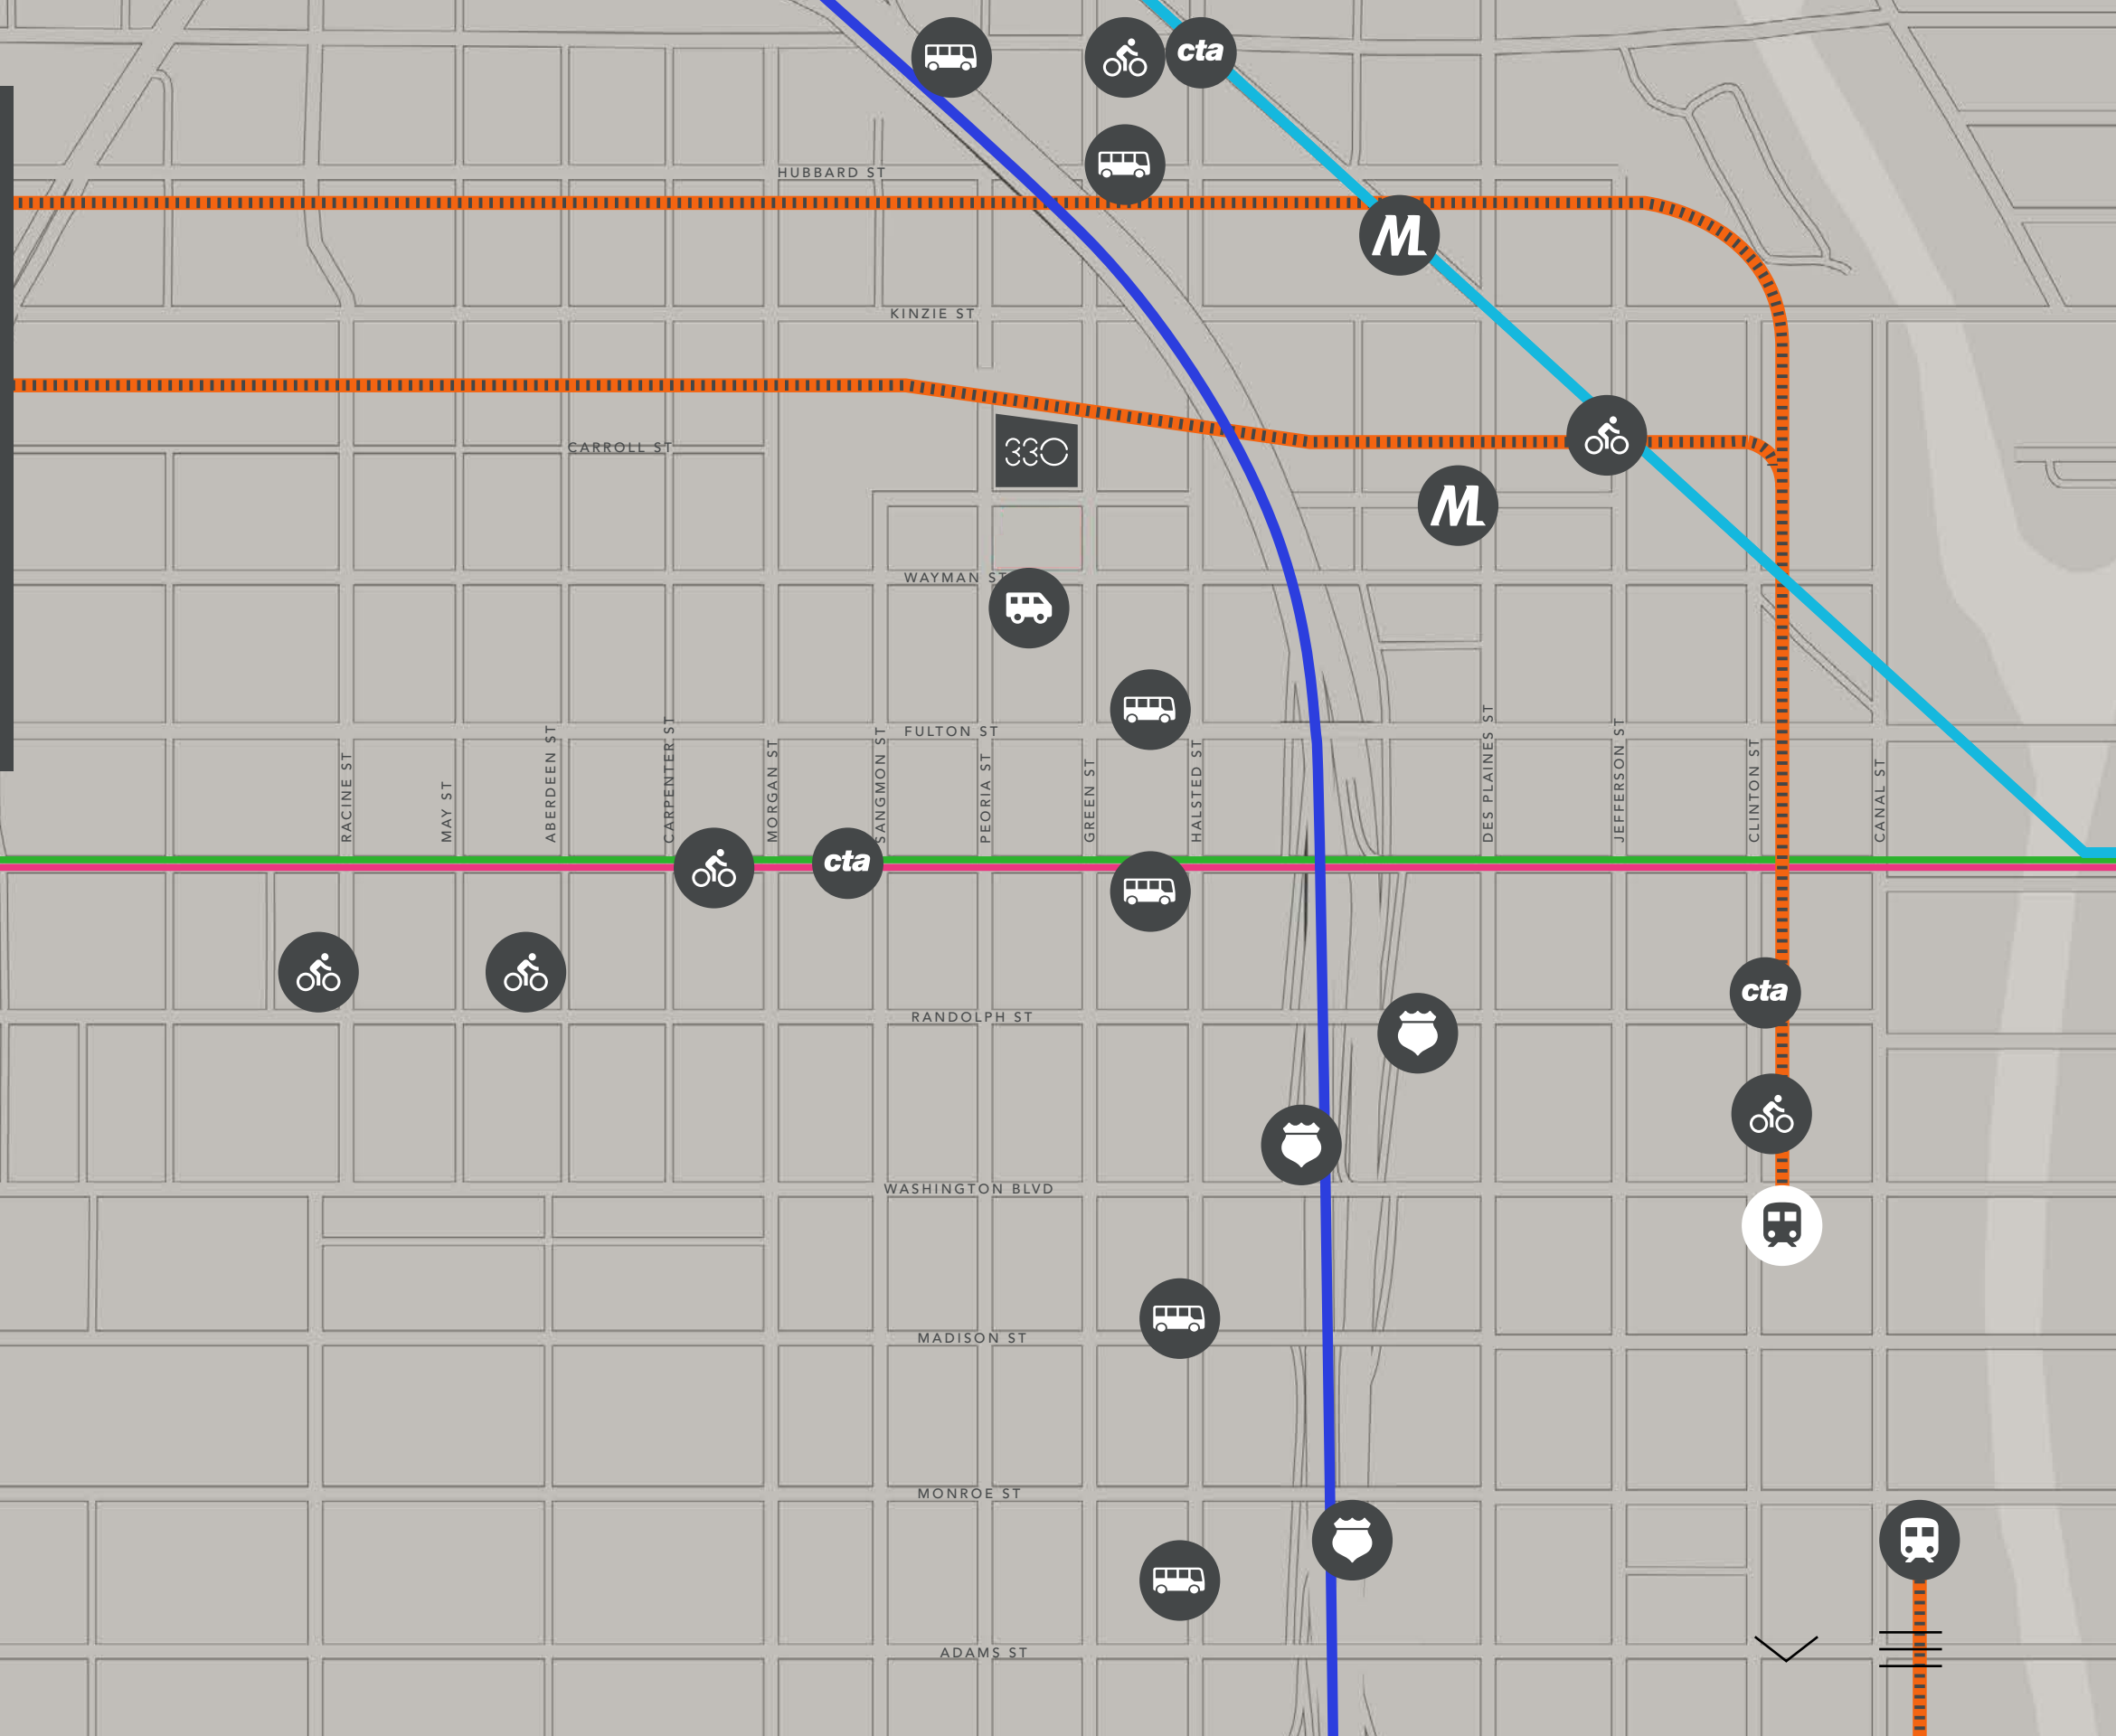 cta
HUBBARD ST
M
KINZIE ST
330
CARROLL ST
M
WAYMAN ST
FULTON ST
RACINE ST
MAY ST
ABERDEEN ST
CARPENTER ST
MORGAN ST
SANGMON ST
PEORIA ST
GREEN ST
HALSTED ST
DES PLAINES ST
JEFFERSON ST
CLINTON ST
CANAL ST
cta
cta
RANDOLPH ST
WASHINGTON BLVD
MADISON ST
MONROE ST
ADAMS ST